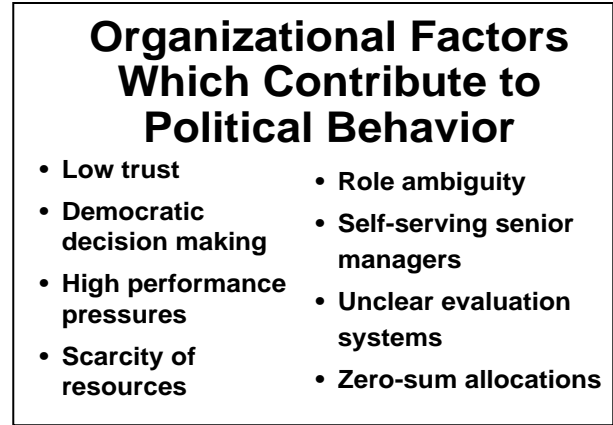 Organizational Factors
Which Contribute to
Political Behavior
• Low trust
• Democratic
decision making
• High performance
pressures
• Scarcity of
resources
• Role ambiguity
• Self-serving senior
managers
• Unclear evaluation
systems
• Zero-sum allocations